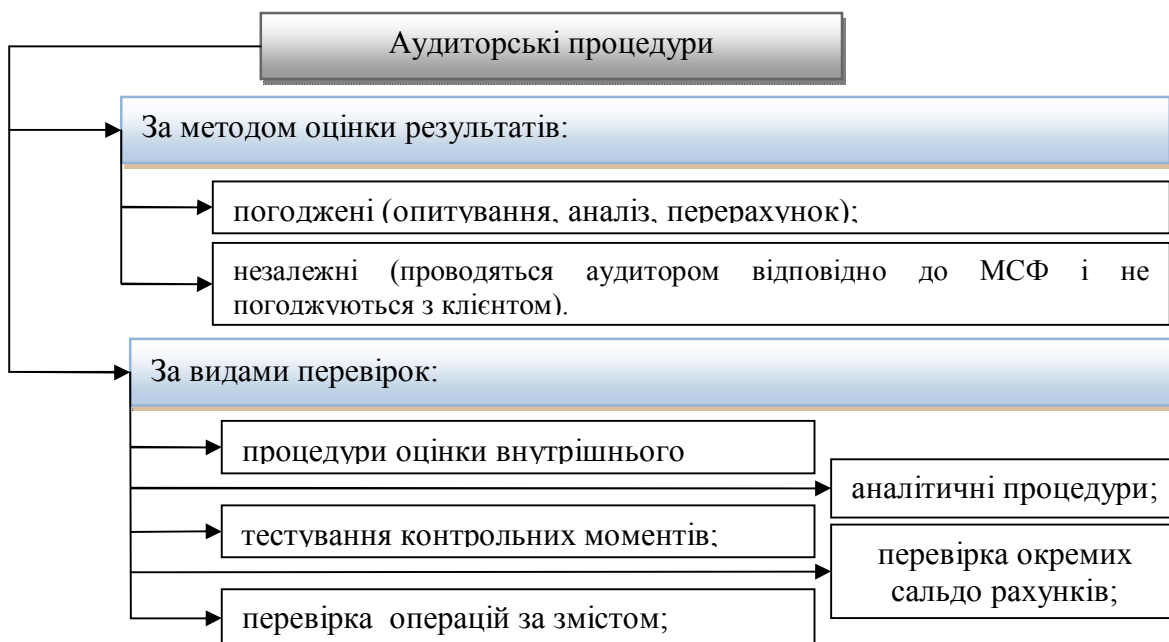 Аудиторські процедури
За методом оцінки результатів:
погоджені (опитування, аналіз, перерахунок);
незалежні (проводяться аудитором відповідно до МСФ і не
погоджуються з клієнтом).
За видами перевірок:
процедури оцінки внутрішнього
аналітичні процедури;
тестування контрольних моментів;
перевірка окремих
сальдо рахунків;
перевірка операцій за змістом;